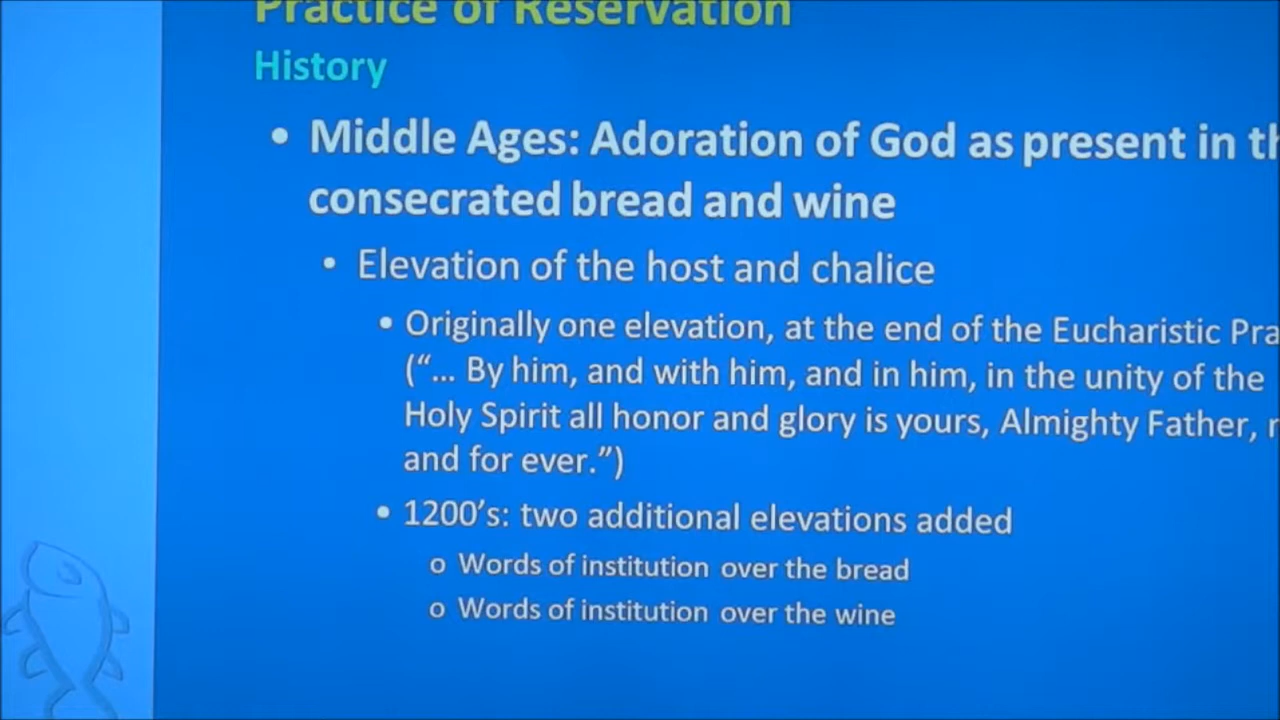 Practice of Reservation
History
• Middle Ages: Adoration of God as present in
consecrated bread and wine
• Elevation of the host and chalice
• Originally one elevation, at the end of the Eucharistic
(“... By him, and with him, and in him, in the unity of the
Holy Spirit all honor and glory is yours, Almighty Father,
and for ever.”)
• 1200’s: two additional elevations added
o Words of institution over the bread
o Words of institution over the wine